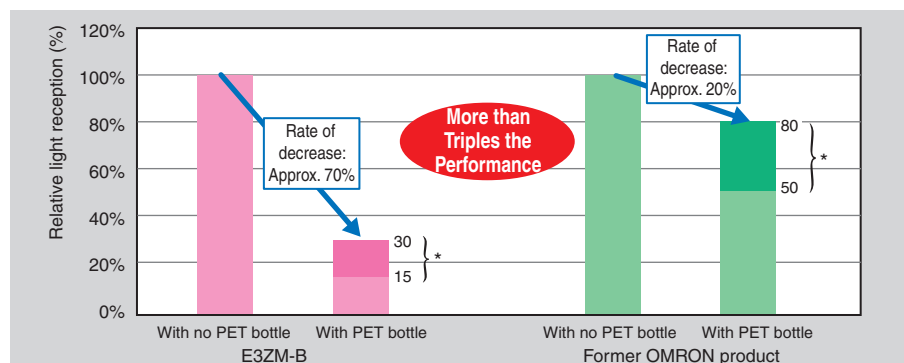 Relative light reception (%)
120%
100%
80%
60%
40%
20%
0%
Rate of
decrease:
Approx. 70%
30
15
*
More than
Triples the
Performance
Rate of
decrease:
Approx. 20%
80
50
*
With no PET bottle
With PET bottle
E3ZM-B
With no PET bottle
With PET bottle
Former OMRON product